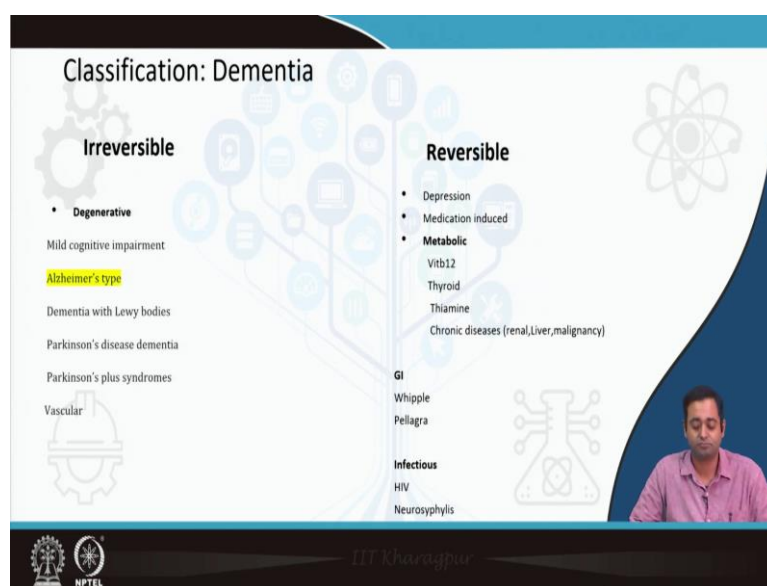 Classification: Dementia
Irreversible
• Degenerative
Mild cognitive impairment
Alzheimer's type
Dementia with Lewy bodies
Parkinson's disease dementia
Parkinson's plus syndromes
Vascular
Reversible
• Depression
• Medication induced
• Metabolic
Vitb12
Thyroid
Thiamine
Chronic diseases (renal,Liver,malignancy)
GI
Whipple
Pellagra
Infectious
HIV
Neurosyphylis
IIT Kharagpur
NPTEL